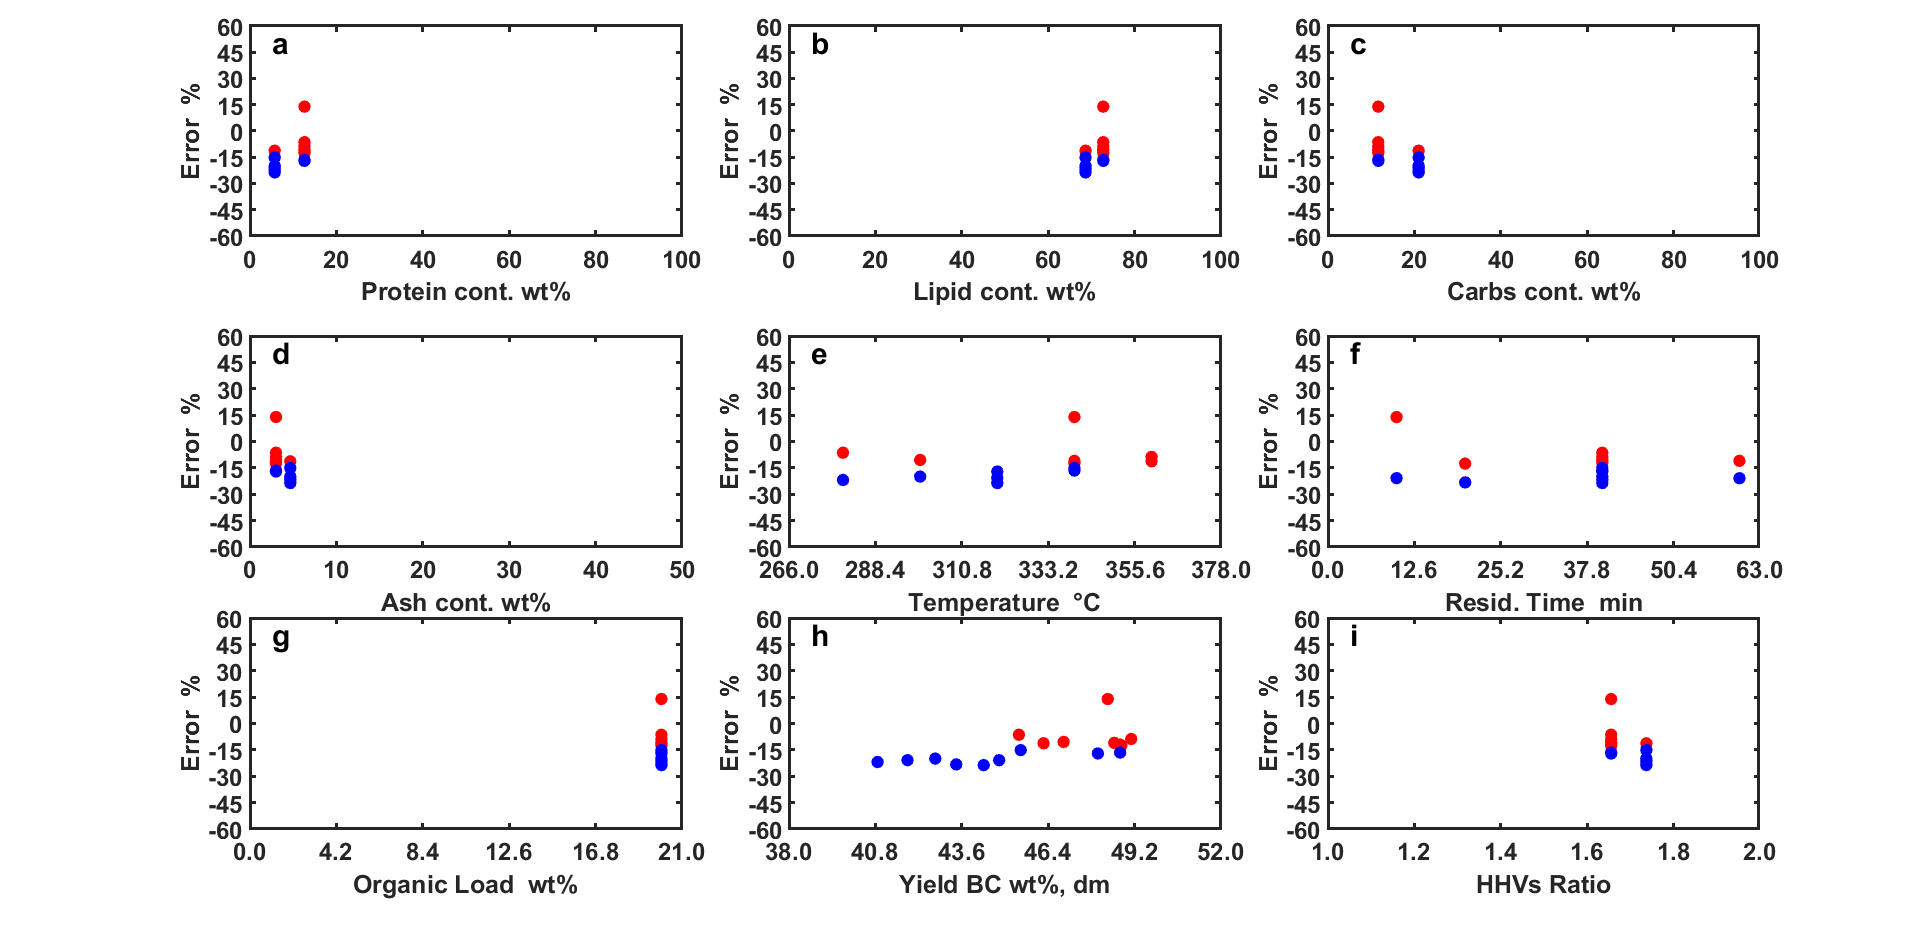 60 45 30 15 0 -15 -30 -45 -60
Error %
a
0 20 40 60 80 100
Protein cont. wt%
60 45 30 15 0 -15 -30 -45 -60
Error %
b
0 20 40 60 80 100
Lipid cont. wt%
60 45 30 15 0 -15 -30 -45 -60
Error %
c
0 20 40 60 80 100
Carbs cont. wt%
60 45 30 15 0 -15 -30 -45 -60
Error %
d
0 10 20 30 40 50
Ash cont. wt%
60 45 30 15 0 -15 -30 -45 -60
Error %
e
266.0 288.4 310.8 333.2 355.6 378.0
Temperature °C
60 45 30 15 0 -15 -30 -45 -60
Error %
f
0.0 12.6 25.2 37.8 50.4 63.0
Resid. Time min
60 45 30 15 0 -15 -30 -45 -60
Error %
g
0.0 4.2 8.4 12.6 16.8 21.0
Organic Load wt%
60 45 30 15 0 -15 -30 -45 -60
Error %
h
38.0 40.8 43.6 46.4 49.2 52.0
Yield BC wt%, dm
60 45 30 15 0 -15 -30 -45 -60
Error %
i
1.0 1.2 1.4 1.6 1.8 2.0
HHVs Ratio